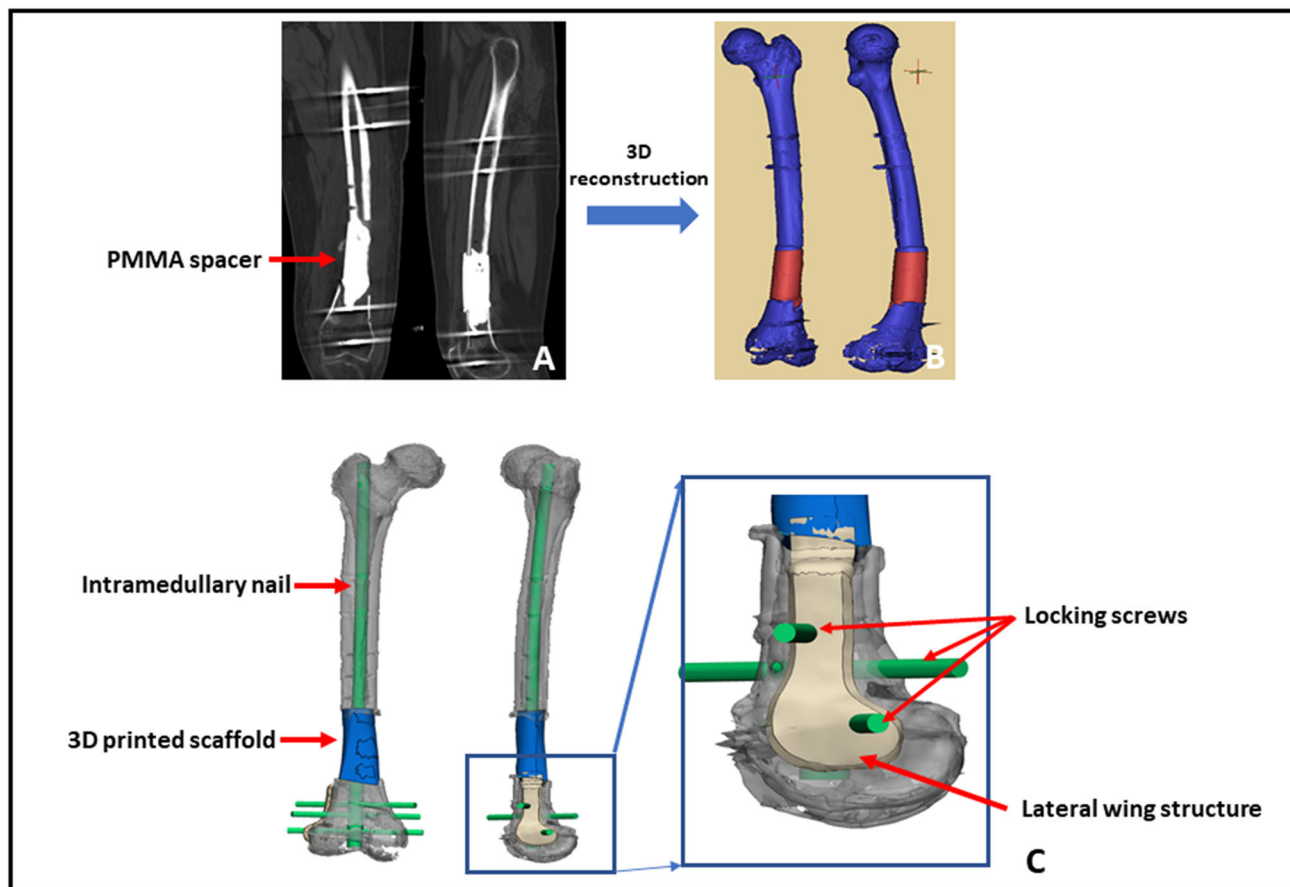 3D
reconstruction
PMMA spacer
A
B
Intramedullary nail
Locking screws
3D printed scaffold
Lateral wing structure
C